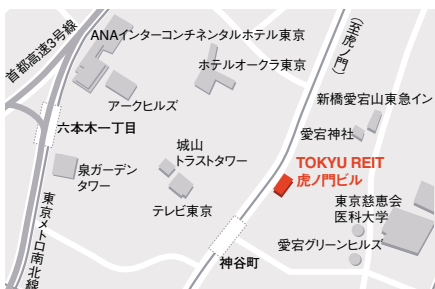 首都高速3号線
ANAインターコンチネンタルホテル東京
ホテルオークラ東京
(至虎ノ門)
アークヒルズ
新橋愛宕山東急イン
六本木一丁目
愛宕神社
城山
トラストタワー
泉ガーデン
タワー
TOKYU REIT
虎ノ門ビル
テレビ東京
東京慈恵会
医科大学
東京メトロ南北線
愛宕グリーンヒルズ
神谷町